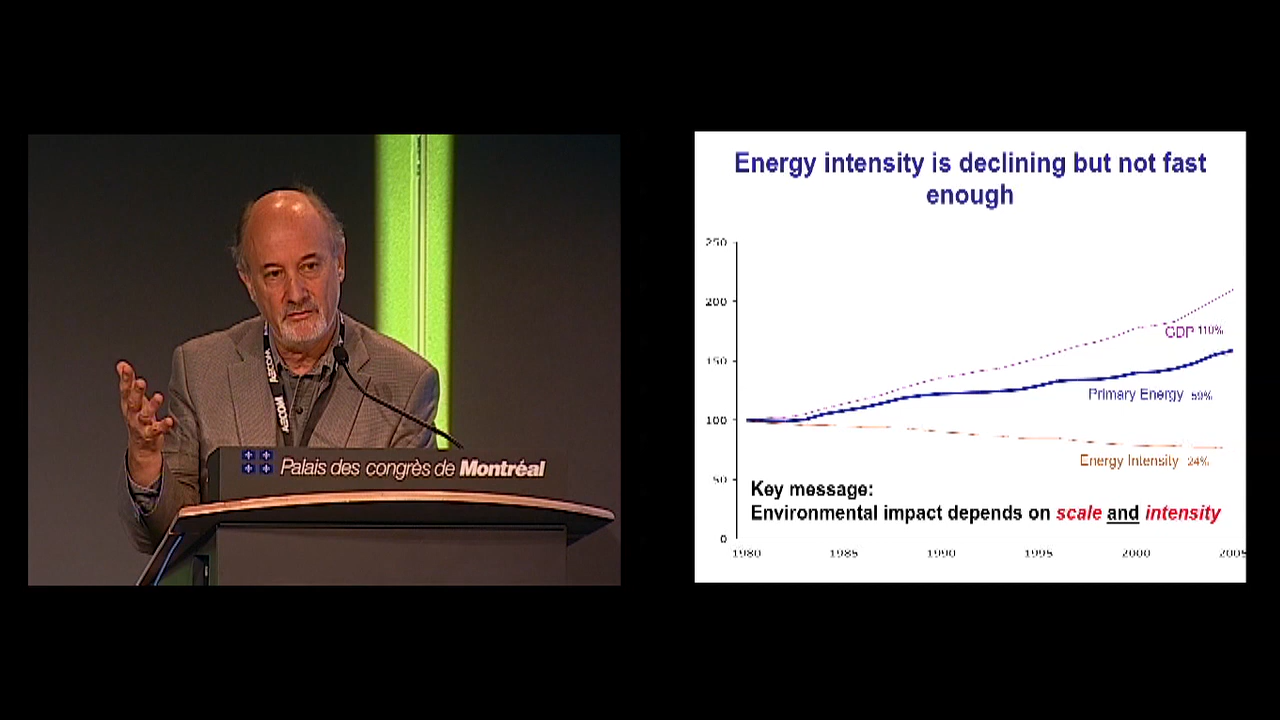 AECOM
AECOM
Palais des congrès de Montréal
Energy intensity is declining but not fast
enough
250
200
GDP 110%
150
Primary Energy 59%
100
Energy Intensity 24%
50
Key message:
Environmental impact depends on scale and intensity
0
1980 1985 1990 1995 2000 2005